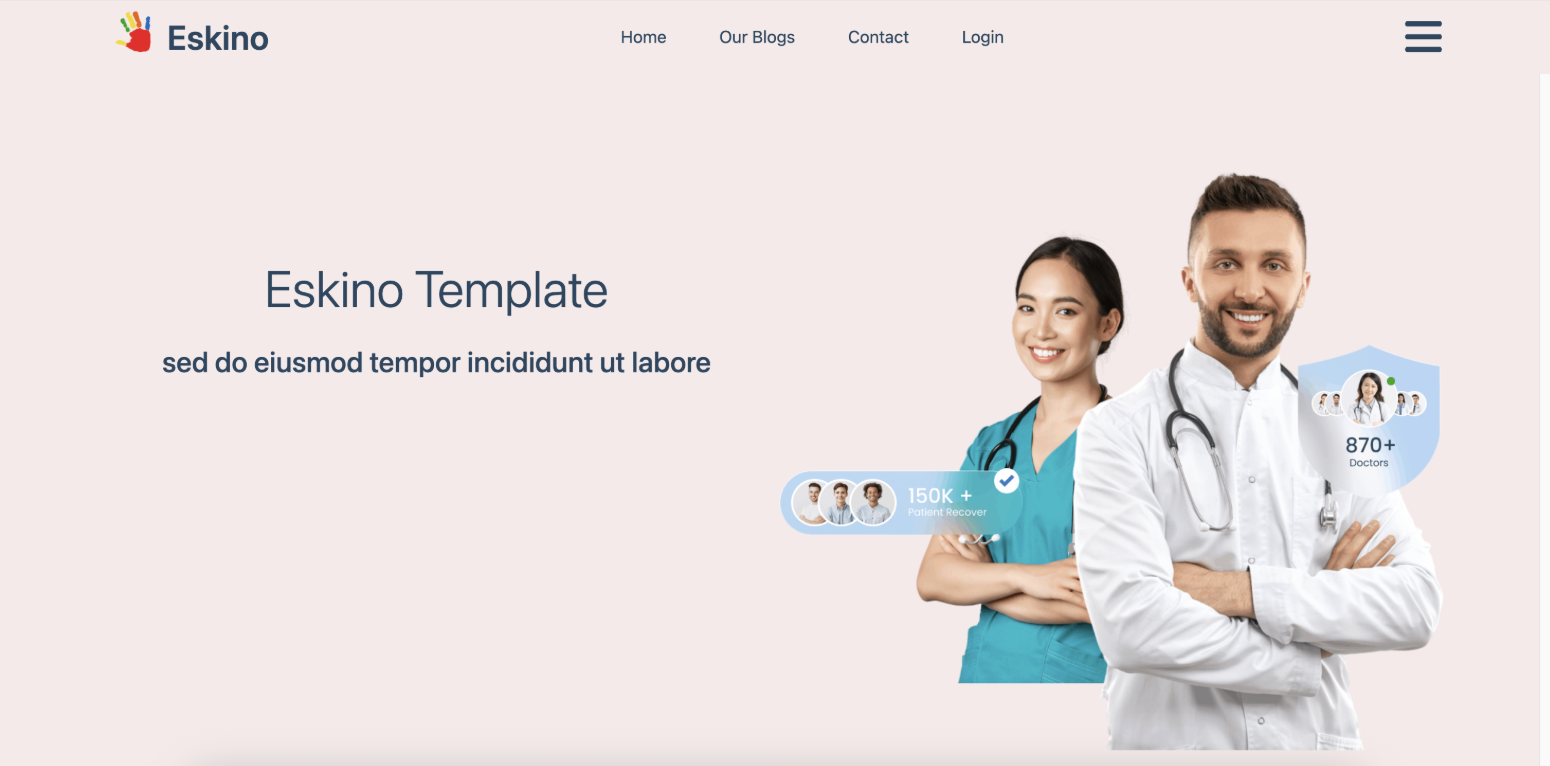 Eskino
Home
Our Blogs
Contact
Login
Eskino Template
sed do eiusmod tempor incididunt ut labore
870+
Doctors
150K +
Patient Recover